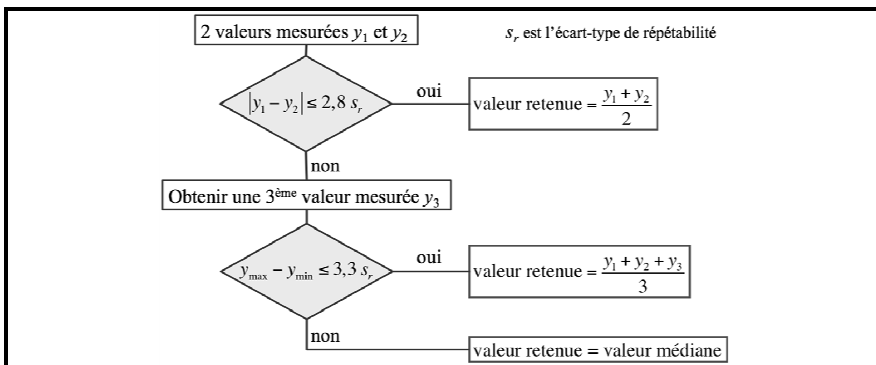 2 valeurs mesurées y₁ et y₂
sᵣ est l'écart-type de répétabilité
|y₁ − y₂| ≤ 2,8 sᵣ
oui
valeur retenue = (y₁ + y₂) / 2
non
Obtenir une 3ème valeur mesurée y₃
yₘₐₓ − yₘᵢₙ ≤ 3,3 sᵣ
oui
valeur retenue = (y₁ + y₂ + y₃) / 3
non
valeur retenue = valeur médiane